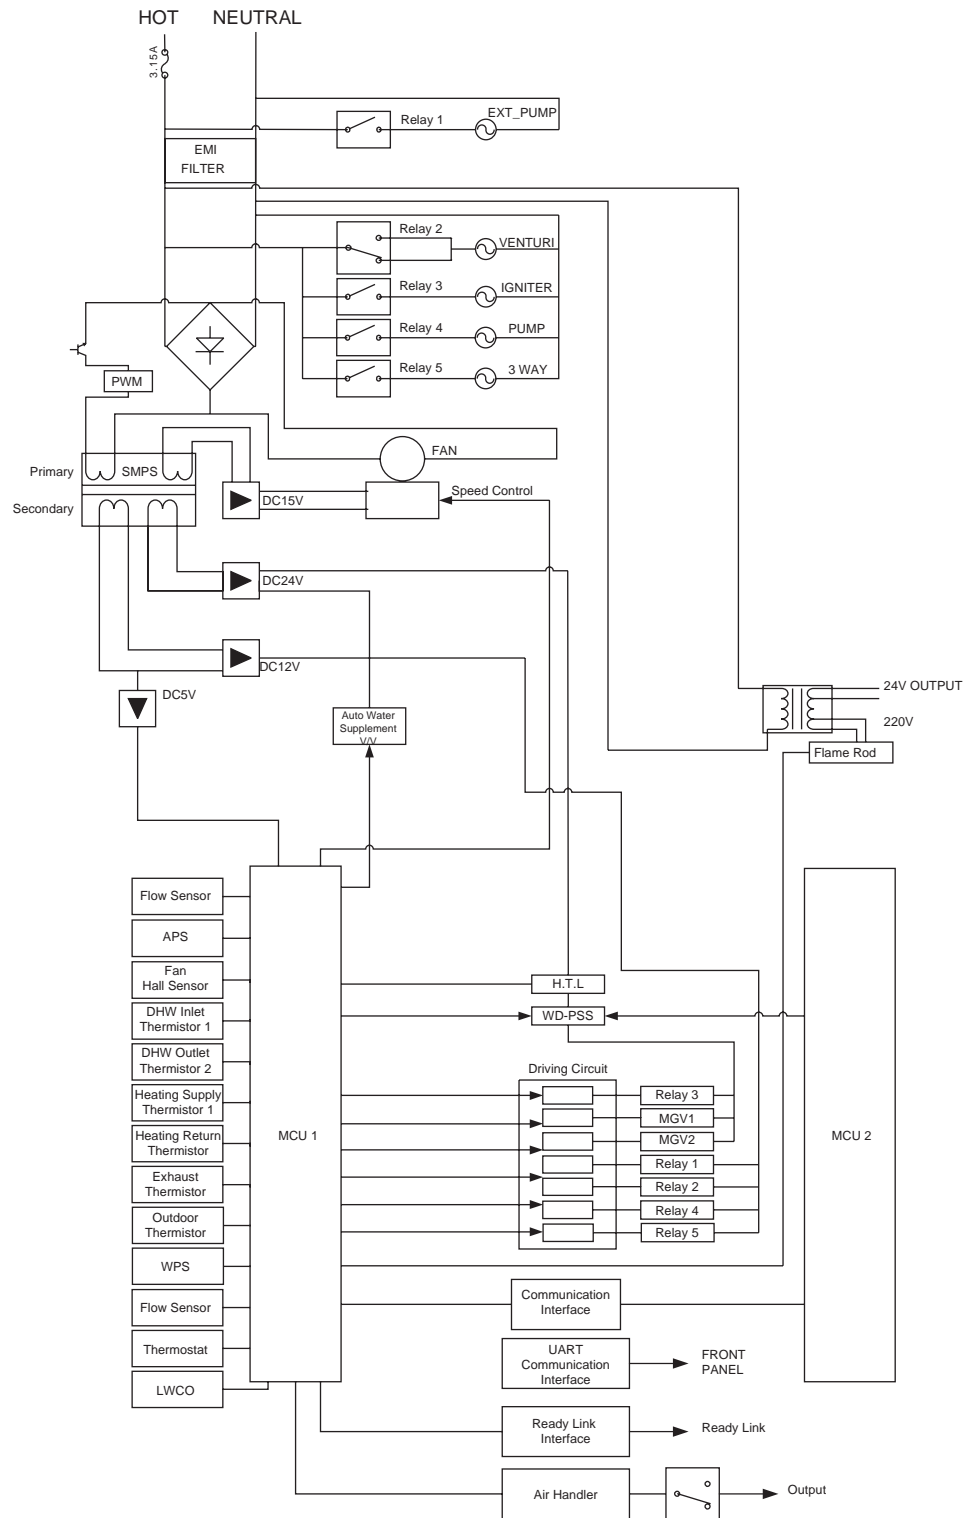 HOT NEUTRAL
3.15A
Relay 1
EXT_PUMP
EMI
FILTER
Relay 2
VENTURI
Relay 3
IGNITER
Relay 4
PUMP
Relay 5
3 WAY
PWM
FAN
Primary
SMPS
Secondary
DC15V
Speed Control
DC24V
DC12V
DC5V
Auto Water
Supplement
V/V
24V OUTPUT
220V
Flame Rod
Flow Sensor
APS
Fan
Hall Sensor
DHW Inlet
Thermistor 1
DHW Outlet
Thermistor 2
Heating Supply
Thermistor 1
Heating Return
Thermistor
Exhaust
Thermistor
Outdoor
Thermistor
WPS
Flow Sensor
Thermostat
LWCO
MCU 1
H.T.L
WD-PSS
Driving Circuit
Relay 3
MGV1
MGV2
Relay 1
Relay 2
Relay 4
Relay 5
MCU 2
Communication
Interface
UART
Communication
Interface
FRONT
PANEL
Ready Link
Interface
Ready Link
Air Handler
Output